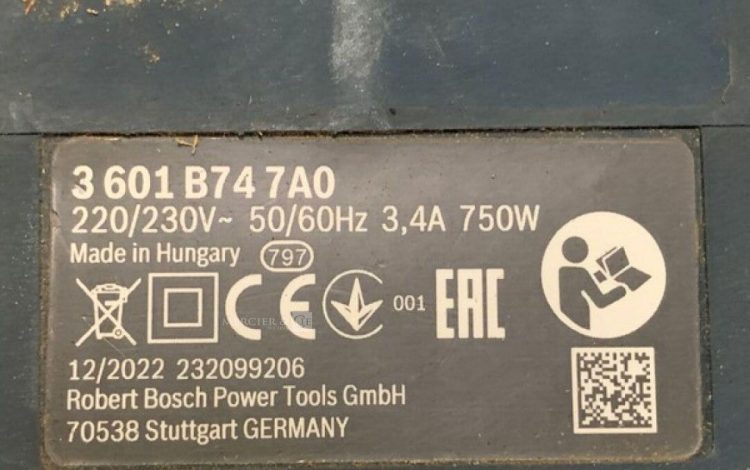 3 601 B74 7A0
220/230V~ 50/60Hz 3,4A 750W
Made in Hungary 797
CE 001 EAC
12/2022 232099206
Robert Bosch Power Tools GmbH
70538 Stuttgart GERMANY